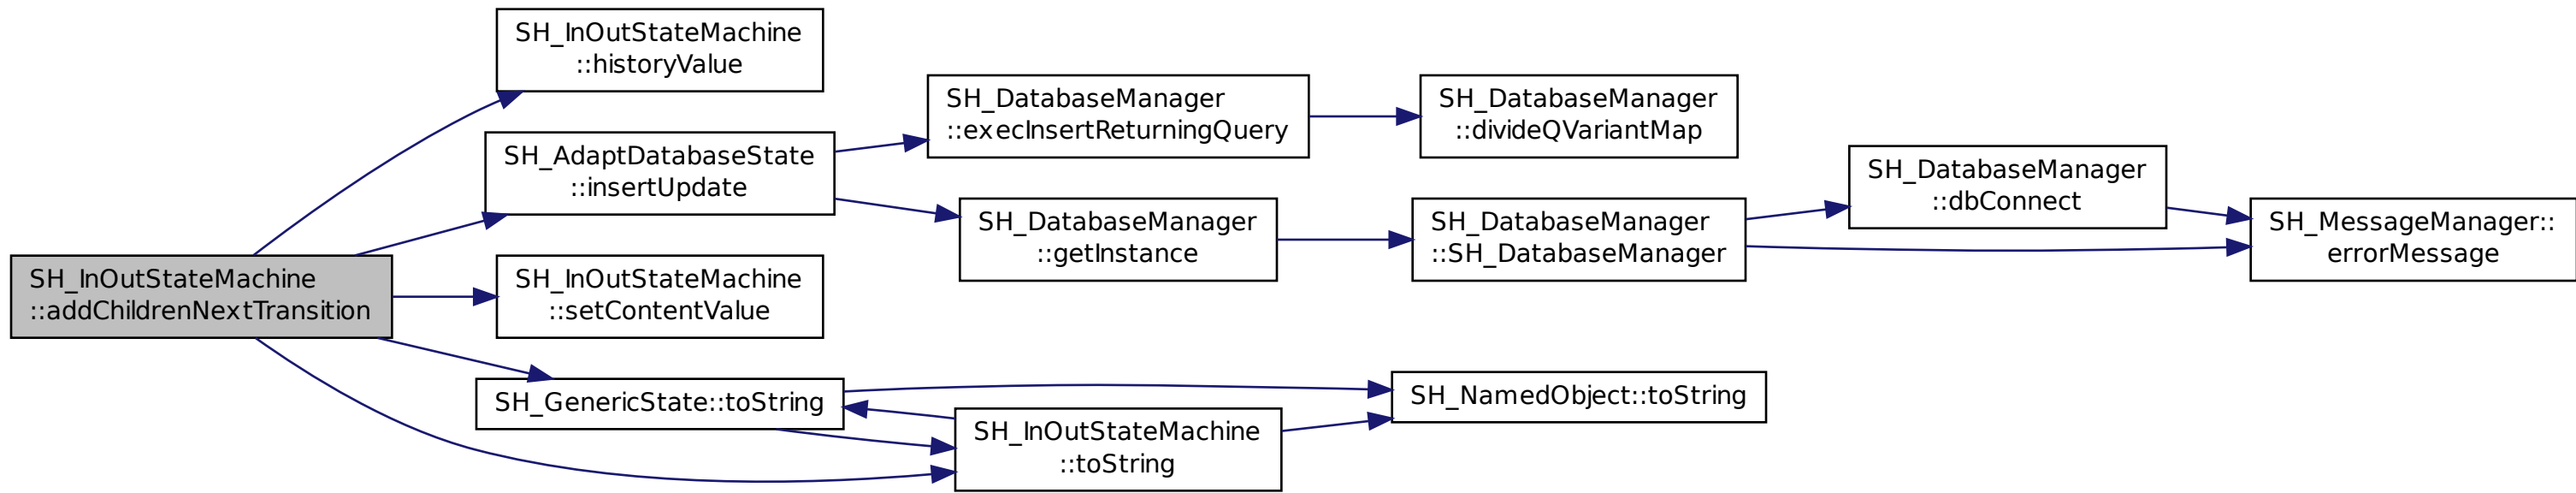 SH_InOutStateMachine
::addChildrenNextTransition
SH_InOutStateMachine
::historyValue
SH_AdaptDatabaseState
::insertUpdate
SH_InOutStateMachine
::setContentValue
SH_GenericState::toString
SH_DatabaseManager
::execInsertReturningQuery
SH_DatabaseManager
::getInstance
SH_InOutStateMachine
::toString
SH_DatabaseManager
::divideQVariantMap
SH_DatabaseManager
::SH_DatabaseManager
SH_NamedObject::toString
SH_DatabaseManager
::dbConnect
SH_MessageManager::
errorMessage